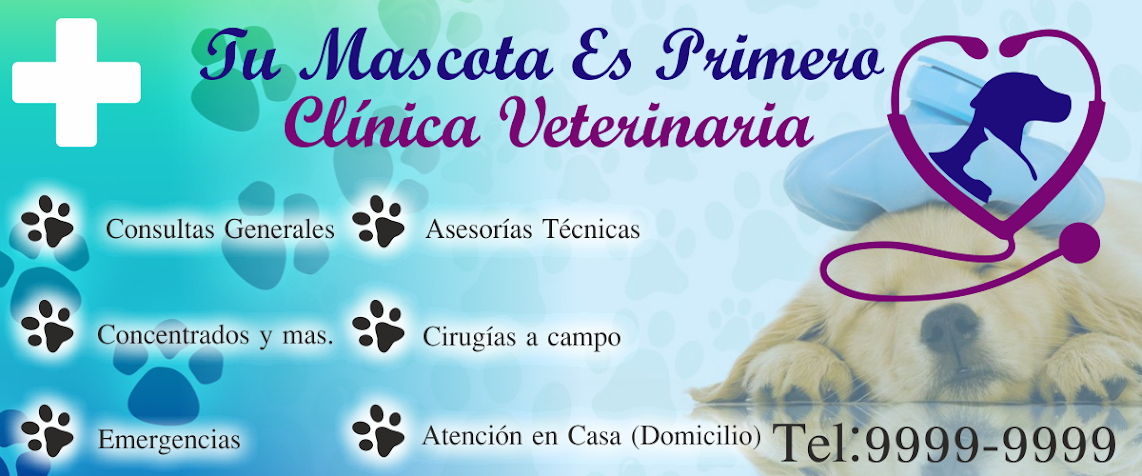 Tu Mascota Es Primero
Clínica Veterinaria
Consultas Generales
Asesorías Técnicas
Concentrados y mas.
Cirugías a campo
Emergencias
Atención en Casa (Domicilio)
Tel:9999-9999